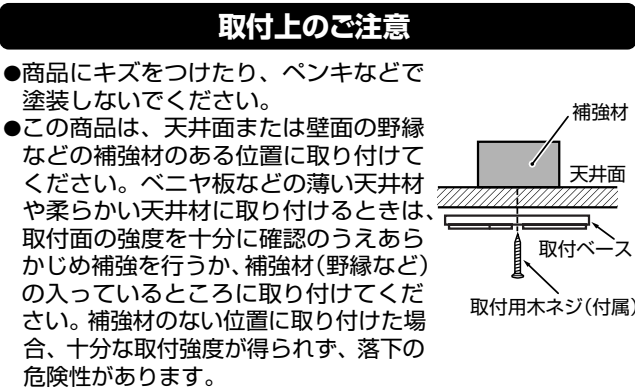 取付上のご注意
●商品にキズをつけたり、ペンキなどで
塗装しないでください。
●この商品は、天井面または壁面の野縁
などの補強材のある位置に取り付けて
ください。ベニヤ板などの薄い天井材
や柔らかい天井材に取り付けるときは、
取付面の強度を十分に確認のうえあら
かじめ補強を行うか、補強材(野縁など)
の入っているところに取り付けてくだ
さい。補強材のない位置に取り付けた場
合、十分な取付強度が得られず、落下の
危険性があります。
補強材
天井面
取付ベース
取付用木ネジ(付属)